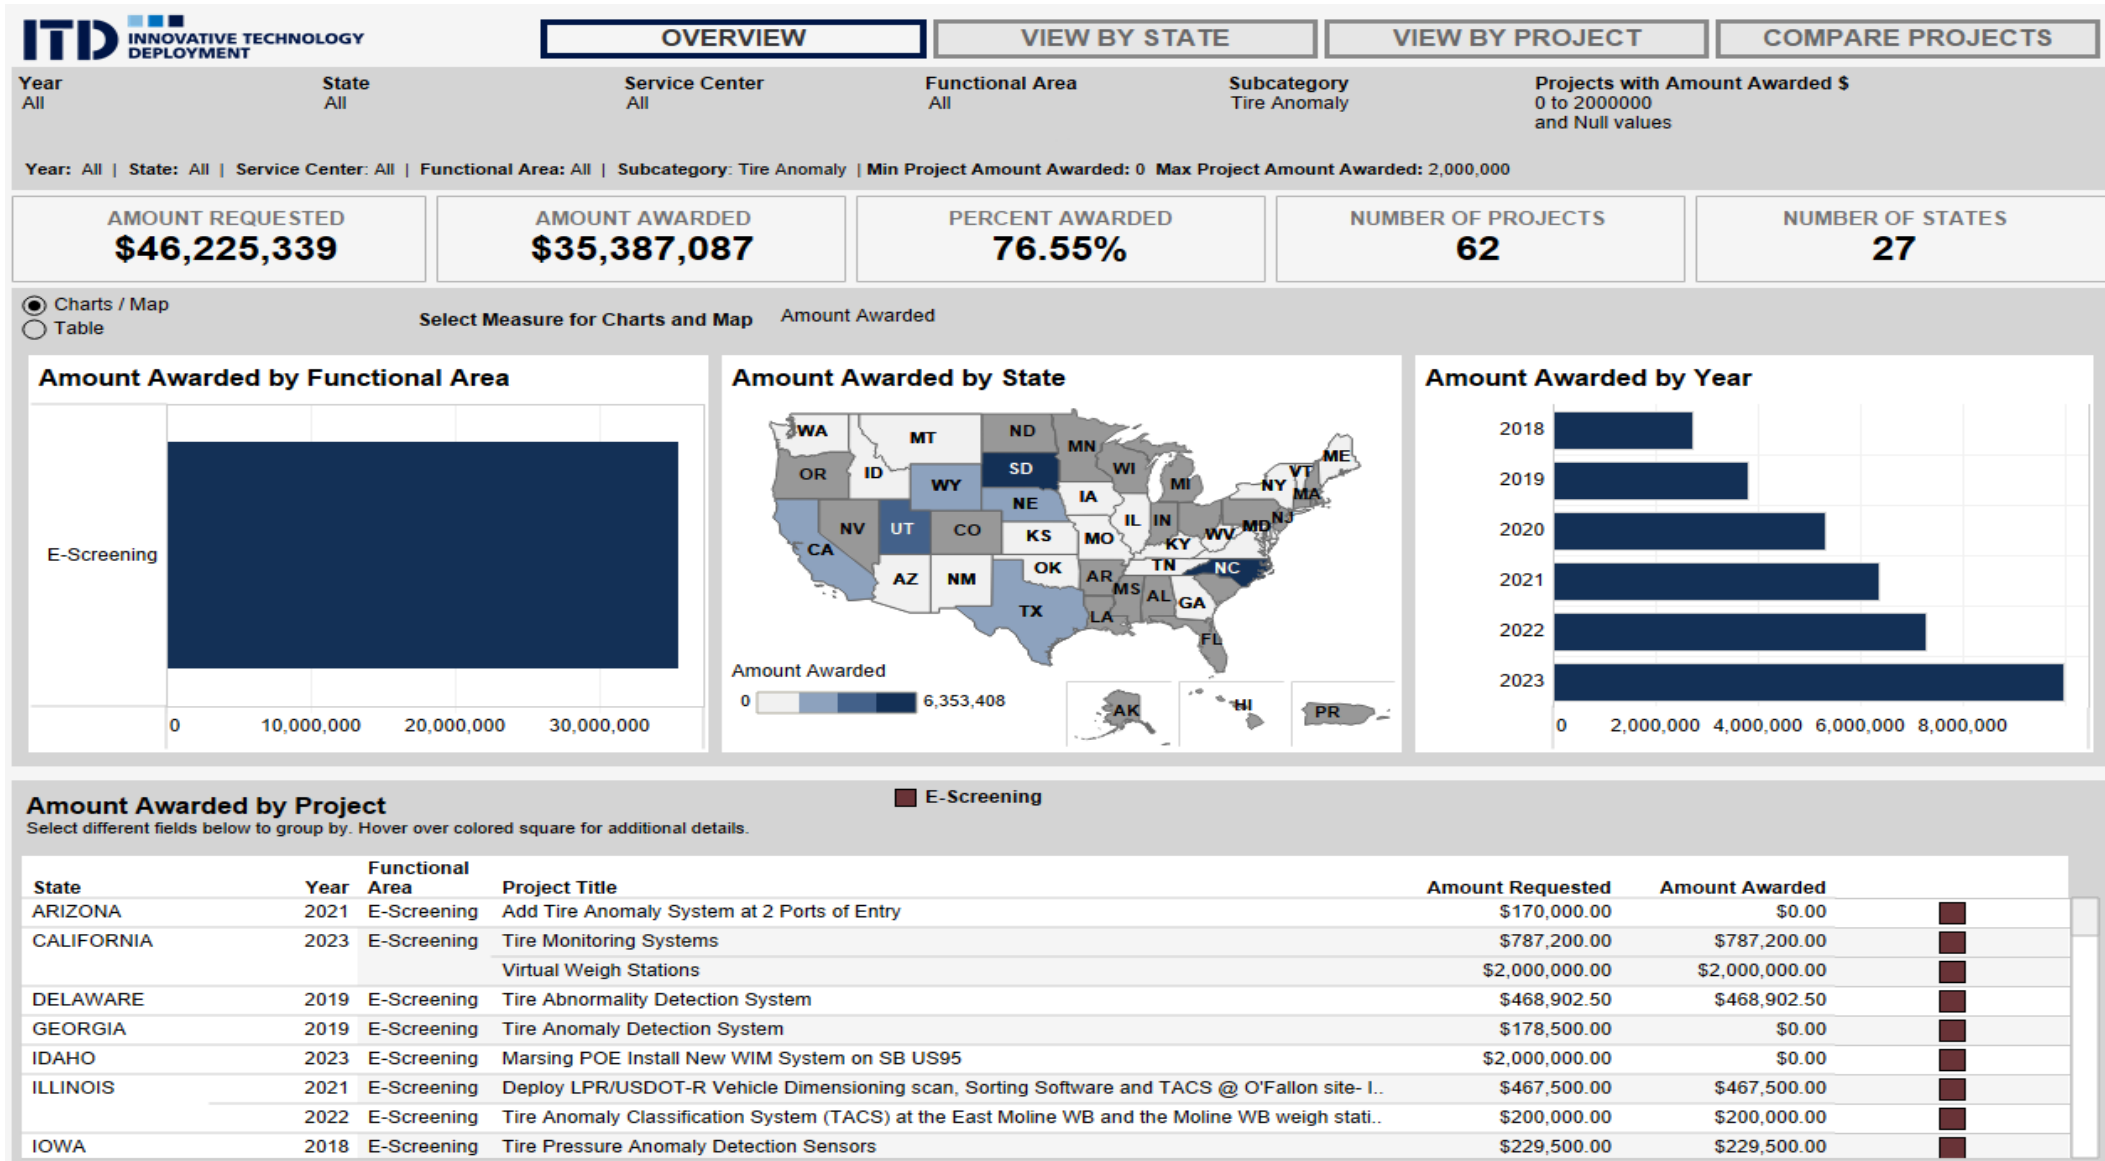 ITD INNOVATIVE TECHNOLOGY DEPLOYMENT
OVERVIEW VIEW BY STATE VIEW BY PROJECT COMPARE PROJECTS
Year State Service Center Functional Area Subcategory Projects with Amount Awarded $
All All All All Tire Anomaly 0 to 2000000
and Null values
Year: All | State: All | Service Center: All | Functional Area: All | Subcategory: Tire Anomaly | Min Project Amount Awarded: 0 Max Project Amount Awarded: 2,000,000
AMOUNT REQUESTED AMOUNT AWARDED PERCENT AWARDED NUMBER OF PROJECTS NUMBER OF STATES
$46,225,339 $35,387,087 76.55% 62 27
Charts / Map
Table
Select Measure for Charts and Map Amount Awarded
Amount Awarded by Functional Area
E-Screening
0 10,000,000 20,000,000 30,000,000
Amount Awarded by State
WA MT ND MN ME
OR ID SD WI VT
WY MI NY MA
NE IA
NV UT CO IL IN MD NJ
CA KS MO KY WV
AZ NM OK AR TN NC
TX MS AL GA
LA FL
Amount Awarded
0 6,353,408
AK HI PR
Amount Awarded by Year
2018
2019
2020
2021
2022
2023
0 2,000,000 4,000,000 6,000,000 8,000,000
Amount Awarded by Project
E-Screening
Select different fields below to group by. Hover over colored square for additional details.
State Year Functional Area Project Title Amount Requested Amount Awarded
ARIZONA 2021 E-Screening Add Tire Anomaly System at 2 Ports of Entry $170,000.00 $0.00
CALIFORNIA 2023 E-Screening Tire Monitoring Systems $787,200.00 $787,200.00
Virtual Weigh Stations $2,000,000.00 $2,000,000.00
DELAWARE 2019 E-Screening Tire Abnormality Detection System $468,902.50 $468,902.50
GEORGIA 2019 E-Screening Tire Anomaly Detection System $178,500.00 $0.00
IDAHO 2023 E-Screening Marsing POE Install New WIM System on SB US95 $2,000,000.00 $0.00
ILLINOIS 2021 E-Screening Deploy LPR/USDOT-R Vehicle Dimensioning scan, Sorting Software and TACS @ O'Fallon site- I.. $467,500.00 $467,500.00
2022 E-Screening Tire Anomaly Classification System (TACS) at the East Moline WB and the Moline WB weigh stati.. $200,000.00 $200,000.00
IOWA 2018 E-Screening Tire Pressure Anomaly Detection Sensors $229,500.00 $229,500.00